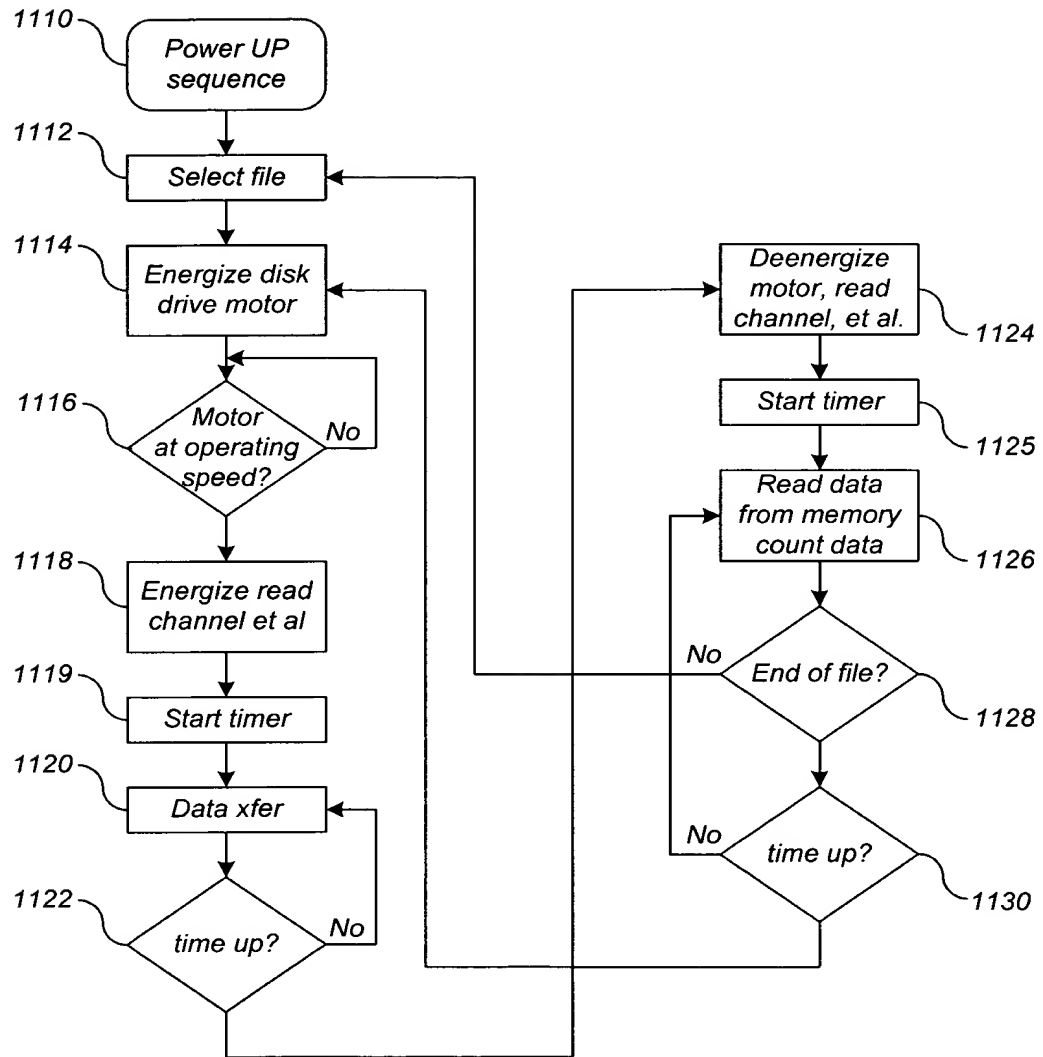 1110
Power UP
sequence
1112
Select file
1114
Energize disk
drive motor
1116
Motor
at operating
speed?
No
1118
Energize read
channel et al
1119
Start timer
1120
Data xfer
1122
time up?
No
Deenergize
motor, read
channel, et al.
1124
Start timer
1125
Read data
from memory
count data
1126
No
End of file?
1128
No
time up?
1130